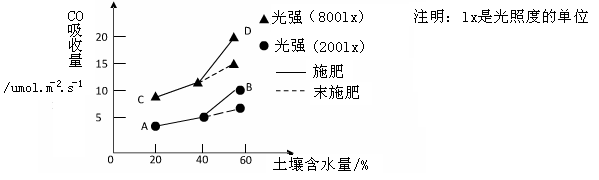 CO
吸收量
/umol.m⁻².s⁻¹
20
15
10
5
0
20
40
60
土壤含水量/%
A
B
C
D
▲光强（800lx）
●光强（200lx）
施肥
末施肥
注明：lx是光照度的单位